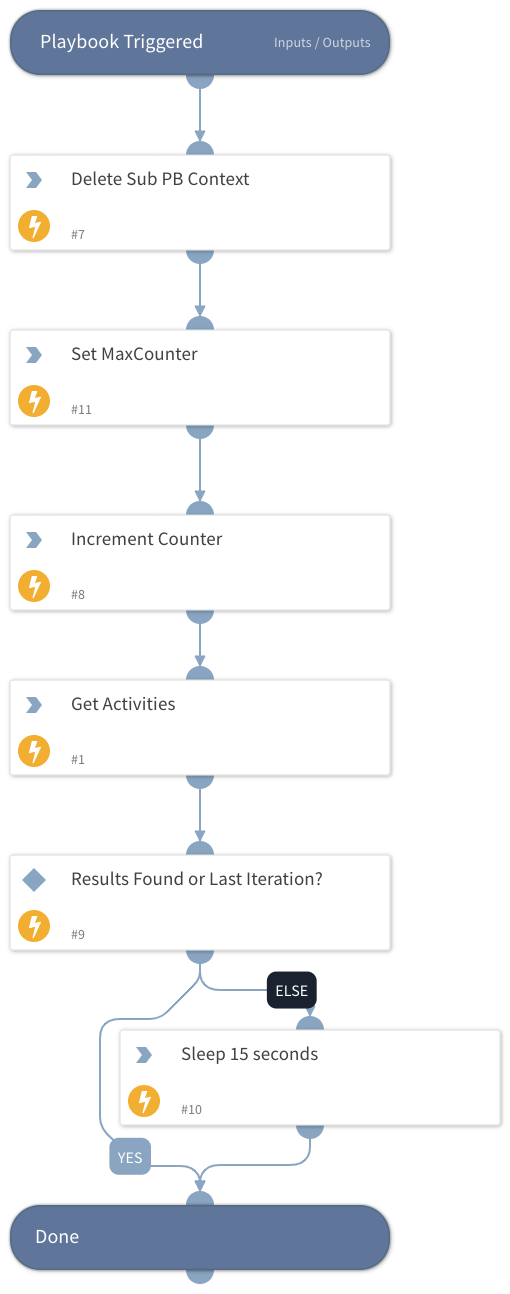 Playbook Triggered Inputs / Outputs
Delete Sub PB Context
#7
Set MaxCounter
#11
Increment Counter
#8
Get Activities
#1
Results Found or Last Iteration?
#9
ELSE
Sleep 15 seconds
#10
YES
Done